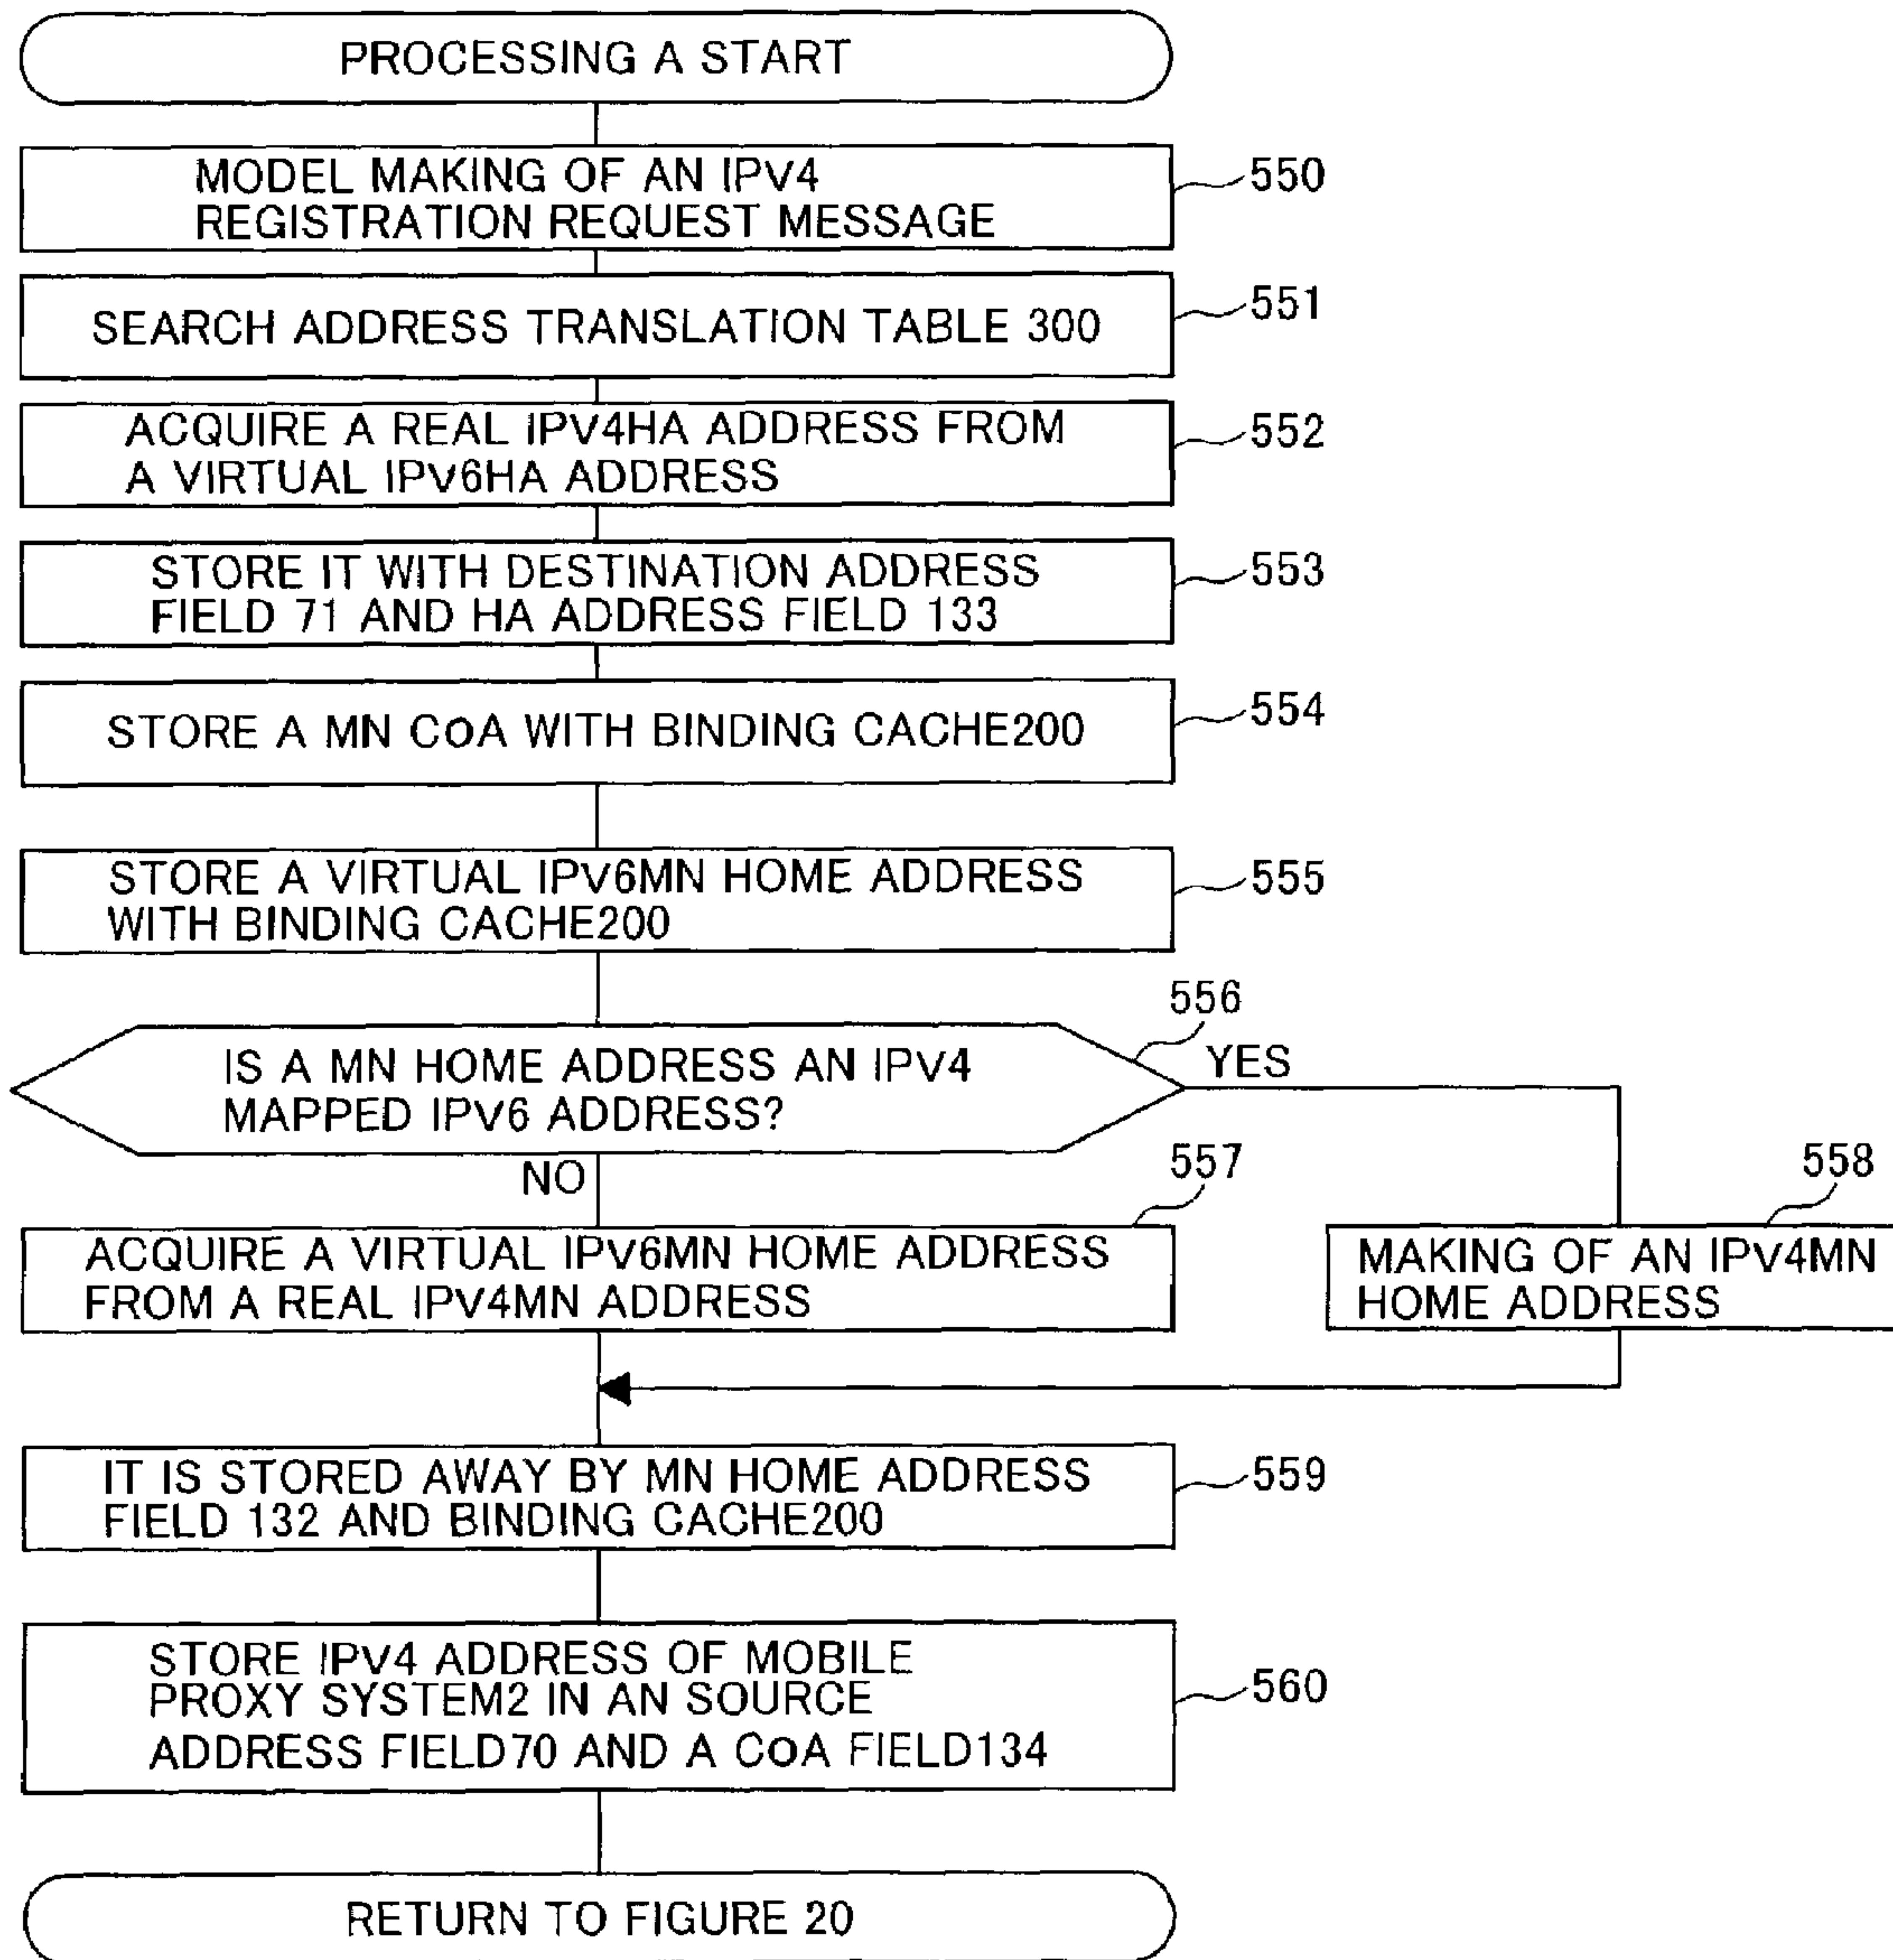 PROCESSING A START
MODEL MAKING OF AN IPV4
REGISTRATION REQUEST MESSAGE
550
SEARCH ADDRESS TRANSLATION TABLE 300
551
ACQUIRE A REAL IPV4HA ADDRESS FROM
A VIRTUAL IPV6HA ADDRESS
552
STORE IT WITH DESTINATION ADDRESS
FIELD 71 AND HA ADDRESS FIELD 133
553
STORE A MN COA WITH BINDING CACHE200
554
STORE A VIRTUAL IPV6MN HOME ADDRESS
WITH BINDING CACHE200
555
556
IS A MN HOME ADDRESS AN IPV4
MAPPED IPV6 ADDRESS?
YES
NO
557
558
ACQUIRE A VIRTUAL IPV6MN HOME ADDRESS
FROM A REAL IPV4MN ADDRESS
MAKING OF AN IPV4MN
HOME ADDRESS
IT IS STORED AWAY BY MN HOME ADDRESS
FIELD 132 AND BINDING CACHE200
559
STORE IPV4 ADDRESS OF MOBILE
PROXY SYSTEM2 IN AN SOURCE
ADDRESS FIELD70 AND A COA FIELD134
560
RETURN TO FIGURE 20